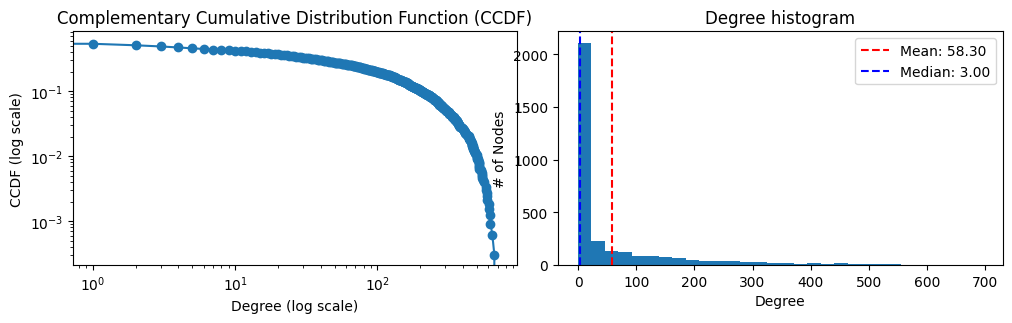 Complementary Cumulative Distribution Function (CCDF)
CCDF (log scale)
10⁻¹
10⁻²
10⁻³
10⁰
10¹
10²
Degree (log scale)
Degree histogram
# of Nodes
2000
1500
1000
500
0
Mean: 58.30
Median: 3.00
0
100
200
300
400
500
600
700
Degree